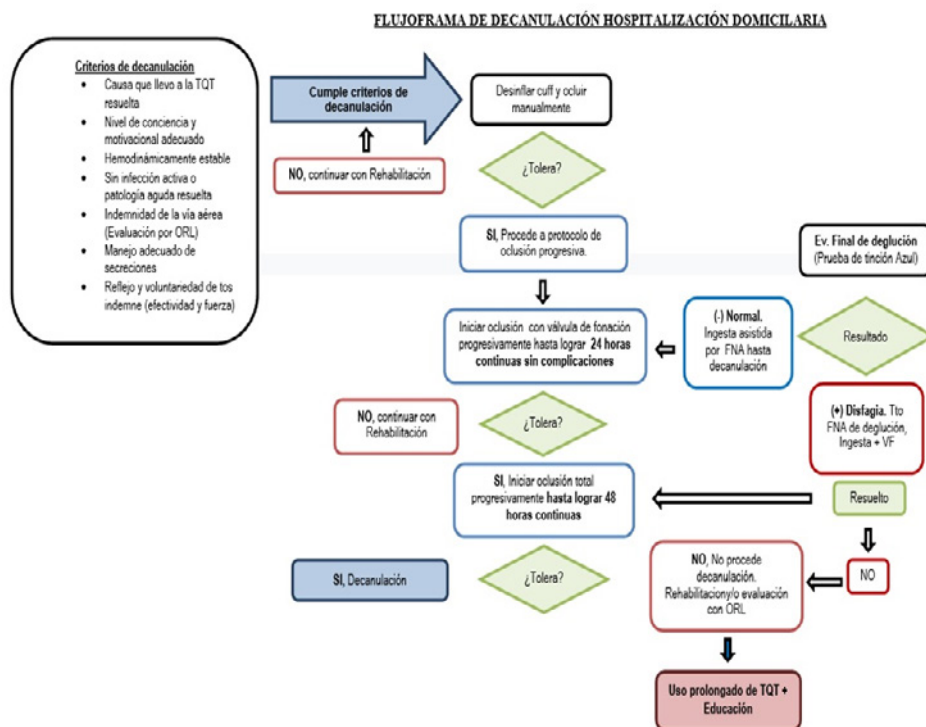 FLUJOFRAMA DE DECANULACIÓN HOSPITALIZACIÓN DOMICILARIA
Criterios de decanulación
• Causa que llevo a la TQT
resuelta
• Nivel de conciencia y
motivacional adecuado
• Hemodinámicamente estable
• Sin infección activa o
patología aguda resuelta
• Indemnidad de la vía aérea
(Evaluación por ORL)
• Manejo adecuado de
secreciones
• Reflejo y voluntariedad de tos
indemne (efectividad y fuerza)
Cumple criterios de
decanulación
Desinflar cuff y ocluir
manualmente
NO, continuar con Rehabilitación
¿Tolera?
SI, Procede a protocolo de
oclusión progresiva.
Ev. Final de deglución
(Prueba de tinción Azul)
Iniciar oclusión con válvula de fonación
progresivamente hasta lograr 24 horas
continuas sin complicaciones
(-) Normal.
Ingesta asistida
por FNA hasta
decanulación
Resultado
NO, continuar con
Rehabilitación
¿Tolera?
(+) Disfagia. Tto
FNA de deglución,
Ingesta + VF
SI, Iniciar oclusión total
progresivamente hasta lograr 48
horas continuas
Resuelto
SI, Decanulación
¿Tolera?
NO, No procede
decanulación.
Rehabilitaciony/o evaluación
con ORL
NO
Uso prolongado de TQT +
Educación